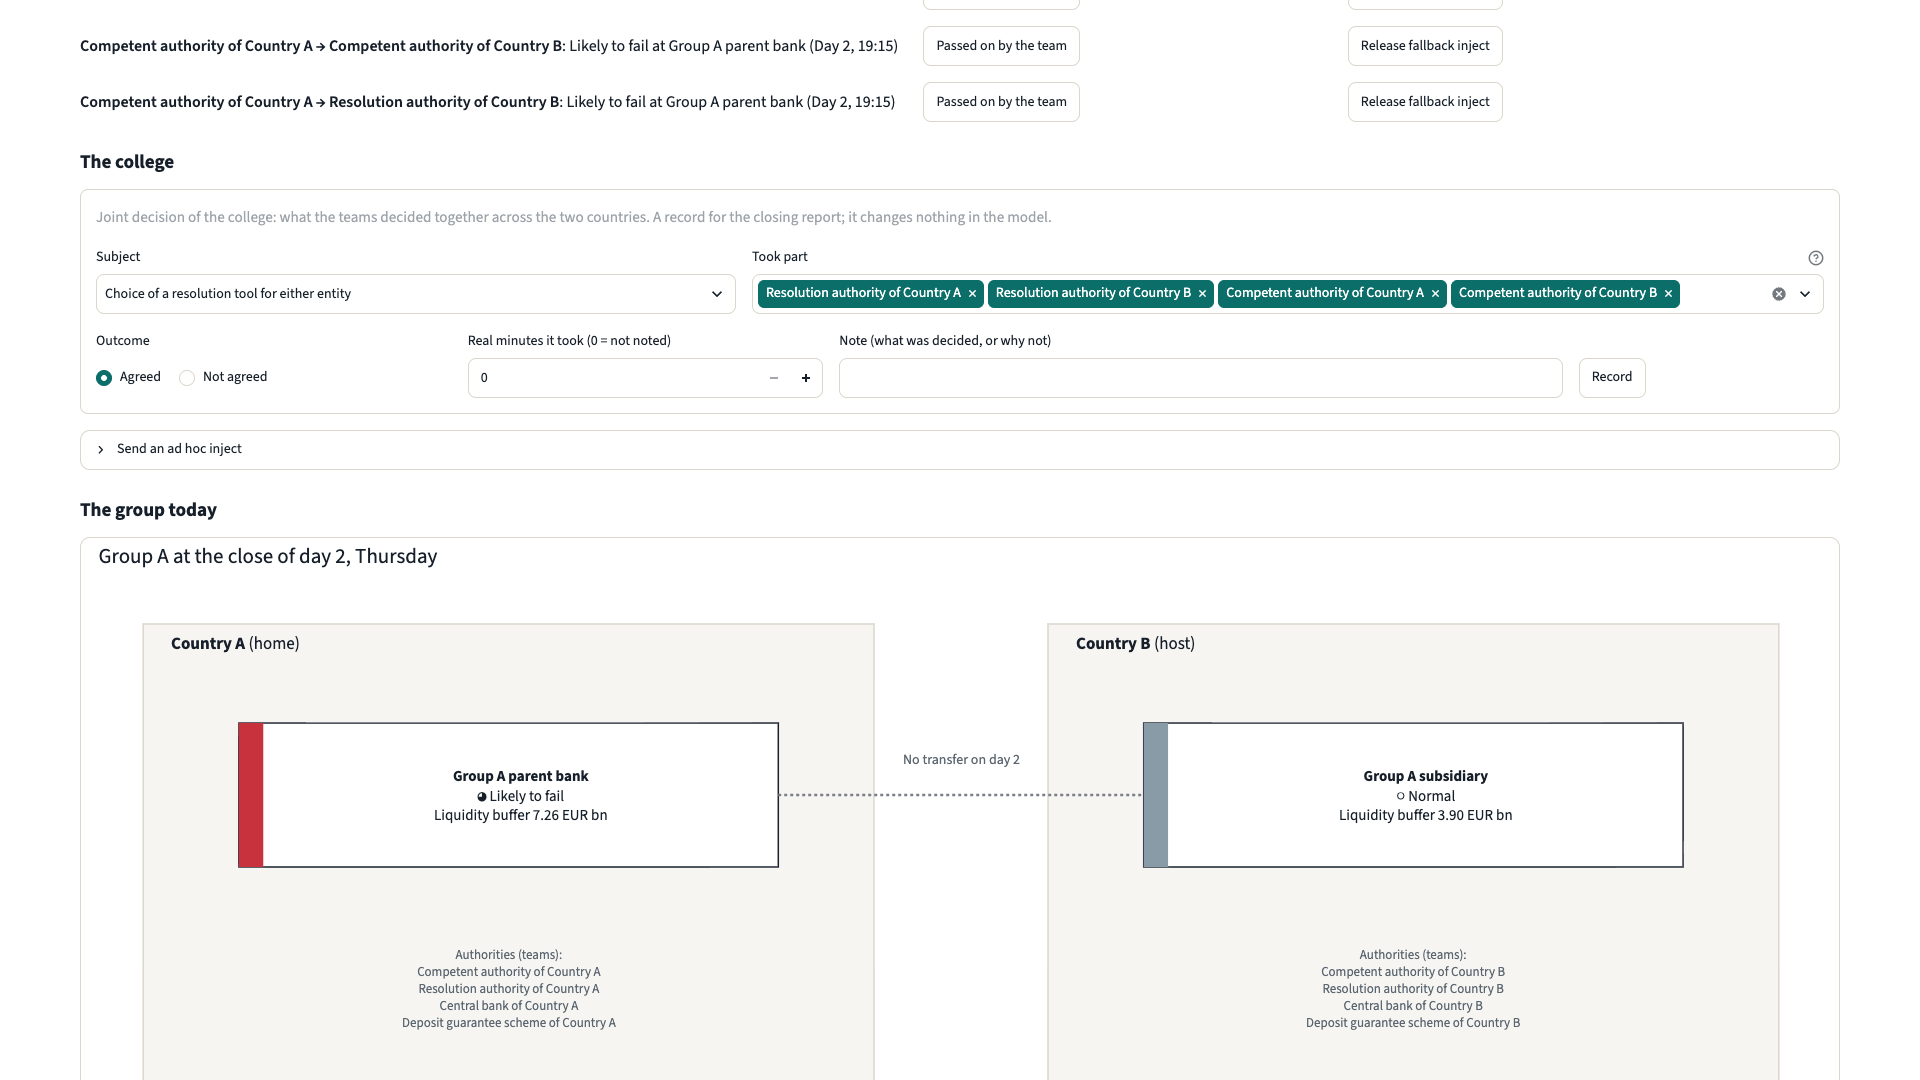 Competent authority of Country A → Competent authority of Country B: Likely to fail at Group A parent bank (Day 2, 19:15)
Passed on by the team
Release fallback inject
Competent authority of Country A → Resolution authority of Country B: Likely to fail at Group A parent bank (Day 2, 19:15)
Passed on by the team
Release fallback inject
The college
Joint decision of the college: what the teams decided together across the two countries. A record for the closing report; it changes nothing in the model.
Subject
Choice of a resolution tool for either entity
Took part
Resolution authority of Country A ×
Resolution authority of Country B ×
Competent authority of Country A ×
Competent authority of Country B ×
Outcome
Agreed
Not agreed
Real minutes it took (0 = not noted)
0
Note (what was decided, or why not)
Record
Send an ad hoc inject
The group today
Group A at the close of day 2, Thursday
Country A (home)
Group A parent bank
◕ Likely to fail
Liquidity buffer 7.26 EUR bn
Authorities (teams):
Competent authority of Country A
Resolution authority of Country A
Central bank of Country A
Deposit guarantee scheme of Country A
No transfer on day 2
Country B (host)
Group A subsidiary
○ Normal
Liquidity buffer 3.90 EUR bn
Authorities (teams):
Competent authority of Country B
Resolution authority of Country B
Central bank of Country B
Deposit guarantee scheme of Country B